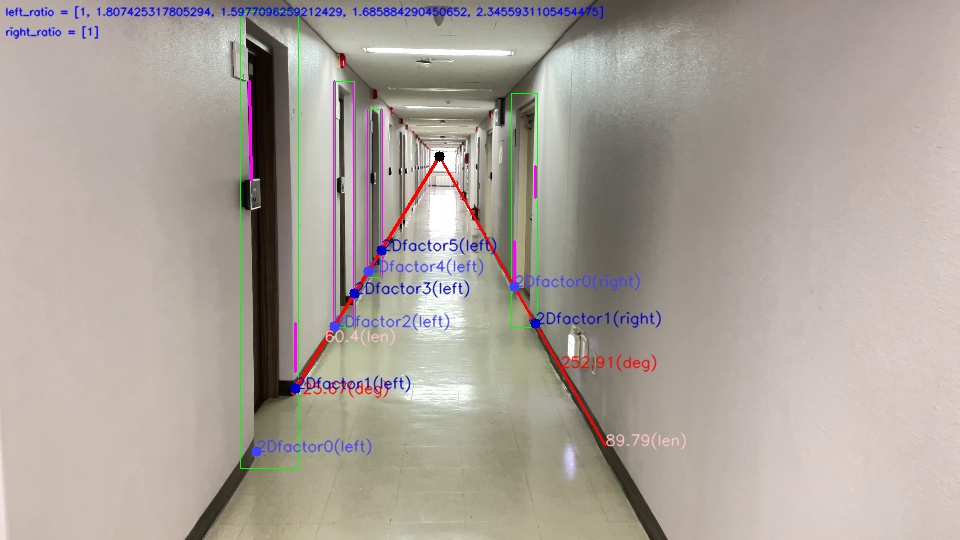 left_ratio = [1, 1.807425317805294, 1.5977096259212429, 1.685884290450652, 2.3455931105454475]
right_ratio = [1]
2Dfactor5(left)
2Dfactor4(left)
2Dfactor0(right)
2Dfactor3(left)
2Dfactor2(left)
2Dfactor1(right)
60.4(len)
252.91(deg)
2Dfactor1(left)
25.67(deg)
89.79(len)
2Dfactor0(left)